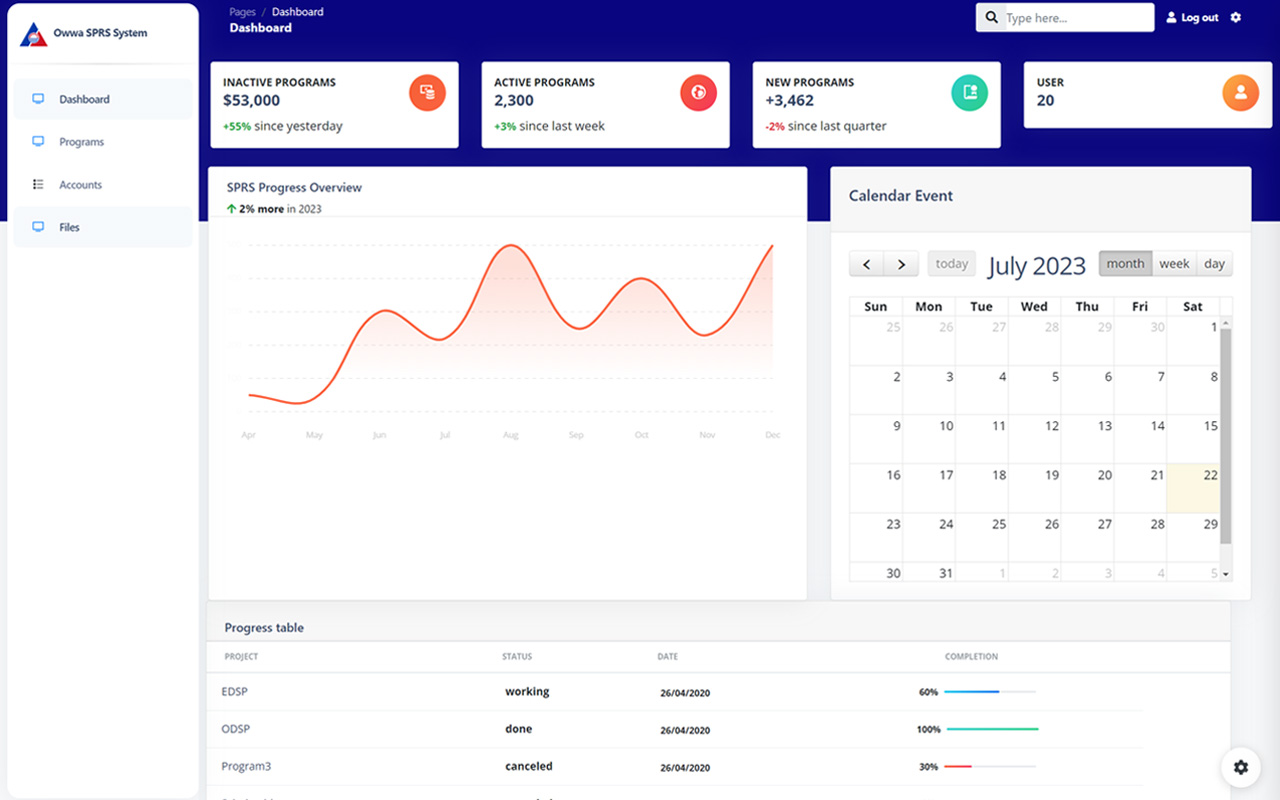 Owwa SPRS System
Dashboard
Programs
Accounts
Files
Pages / Dashboard
Dashboard
Type here...
Log out
INACTIVE PROGRAMS
$53,000
+55% since yesterday
ACTIVE PROGRAMS
2,300
+3% since last week
NEW PROGRAMS
+3,462
-2% since last quarter
USER
20
SPRS Progress Overview
2% more in 2023
Apr May Jun Jul Aug Sep Oct Nov Dec
Calendar Event
today July 2023 month week day
Sun Mon Tue Wed Thu Fri Sat
25 26 27 28 29 30 1
2 3 4 5 6 7 8
9 10 11 12 13 14 15
16 17 18 19 20 21 22
23 24 25 26 27 28 29
30 31 1 2 3 4 5
Progress table
PROJECT STATUS DATE COMPLETION
EDSP working 26/04/2020 60%
ODSP done 26/04/2020 100%
Program3 canceled 26/04/2020 30%